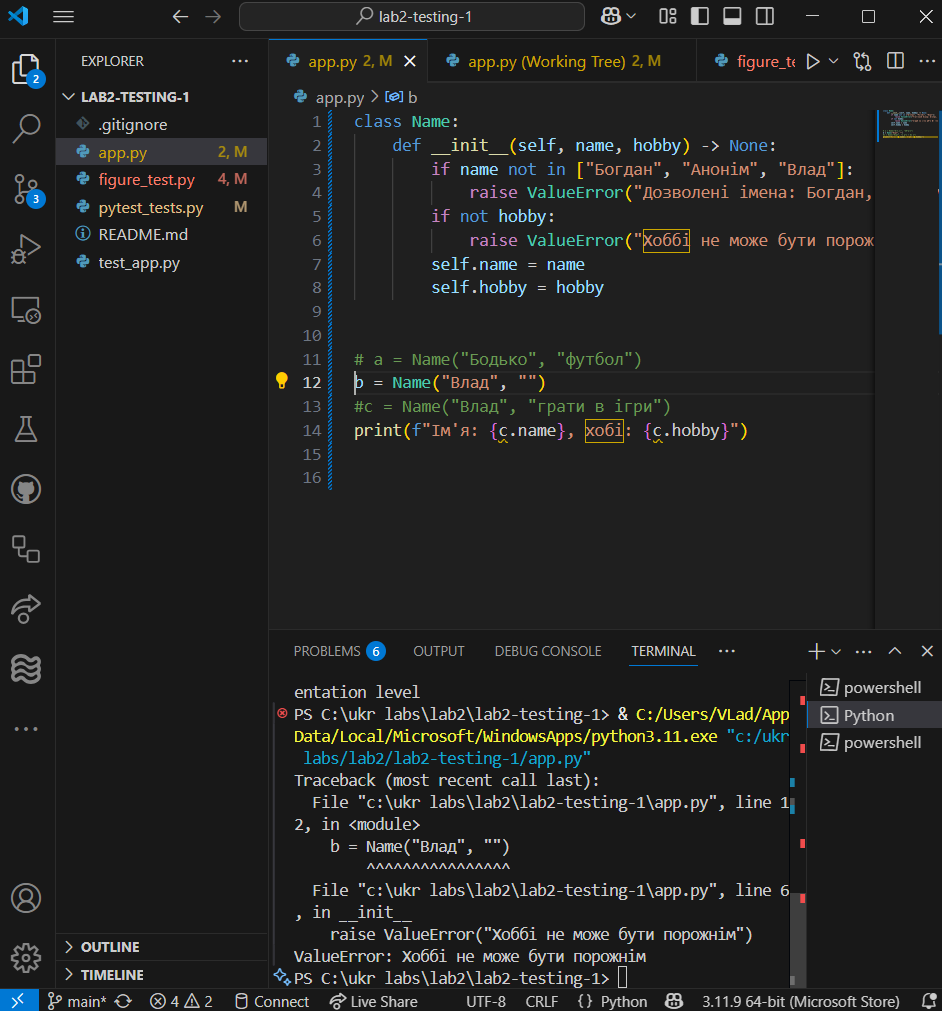 lab2-testing-1
EXPLORER
LAB2-TESTING-1
.gitignore
app.py 2, M
figure_test.py 4, M
pytest_tests.py M
README.md
test_app.py
OUTLINE
TIMELINE
2
3
app.py 2, M
app.py (Working Tree) 2, M
figure_te
app.py > b
1 class Name:
2     def __init__(self, name, hobby) -> None:
3         if name not in ["Богдан", "Анонім", "Влад"]:
4             raise ValueError("Дозволені імена: Богдан,
5         if not hobby:
6             raise ValueError("Хоббі не може бути порож
7         self.name = name
8         self.hobby = hobby
9
10
11 # a = Name("Бодько", "футбол")
12 b = Name("Влад", "")
13 #c = Name("Влад", "грати в ігри")
14 print(f"Ім'я: {c.name}, хобі: {c.hobby}")
15
16
PROBLEMS 6 OUTPUT DEBUG CONSOLE TERMINAL
entation level
PS C:\ukr labs\lab2\lab2-testing-1> & C:/Users/VLad/App
Data/Local/Microsoft/WindowsApps/python3.11.exe "c:/ukr
 labs/lab2/lab2-testing-1/app.py"
Traceback (most recent call last):
  File "c:\ukr labs\lab2\lab2-testing-1\app.py", line 1
2, in <module>
    b = Name("Влад", "")
        ^^^^^^^^^^^^^^^^
  File "c:\ukr labs\lab2\lab2-testing-1\app.py", line 6
, in __init__
    raise ValueError("Хоббі не може бути порожнім")
ValueError: Хоббі не може бути порожнім
PS C:\ukr labs\lab2\lab2-testing-1>
powershell
Python
powershell
main* 4 2 Connect Live Share UTF-8 CRLF {} Python 3.11.9 64-bit (Microsoft Store)